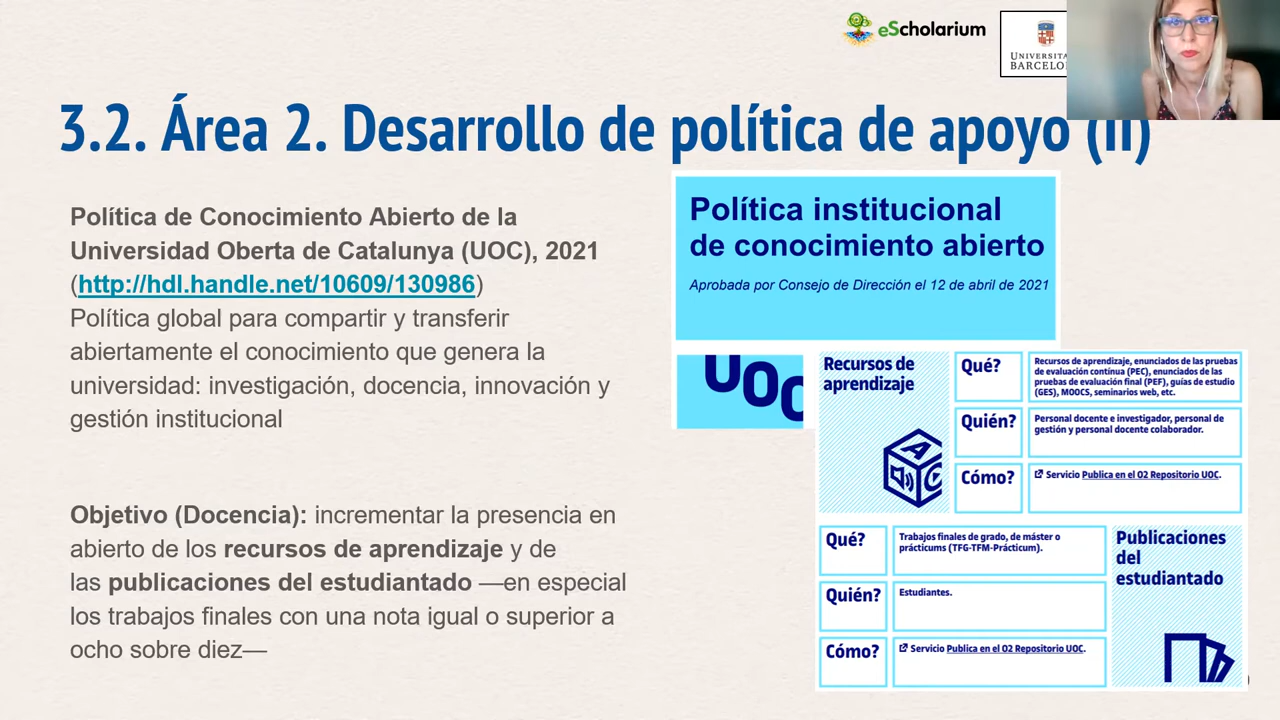 eScholarium
UNIVERSITA
BARCELO
3.2. Área 2. Desarrollo de política de apoyo (II)
Política de Conocimiento Abierto de la
Universidad Oberta de Catalunya (UOC), 2021
(http://hdl.handle.net/10609/130986)
Política global para compartir y transferir
abiertamente el conocimiento que genera la
universidad: investigación, docencia, innovación y
gestión institucional
Objetivo (Docencia): incrementar la presencia en
abierto de los recursos de aprendizaje y de
las publicaciones del estudiantado —en especial
los trabajos finales con una nota igual o superior a
ocho sobre diez—
Política institucional
de conocimiento abierto
Aprobada por Consejo de Dirección el 12 de abril de 2021
UOC
Recursos de
aprendizaje
Qué?
Recursos de aprendizaje, enunciados de las pruebas
de evaluación contínua (PEC), enunciados de las
pruebas de evaluación final (PEF), guías de estudio
(GES), MOOCS, seminarios web, etc.
Quién?
Personal docente e investigador, personal de
gestión y personal docente colaborador.
Cómo?
Servicio Publica en el O2 Repositorio UOC.
Qué?
Trabajos finales de grado, de máster o
prácticums (TFG-TFM-Prácticum).
Quién?
Estudiantes.
Cómo?
Servicio Publica en el O2 Repositorio UOC.
Publicaciones
del
estudiantado